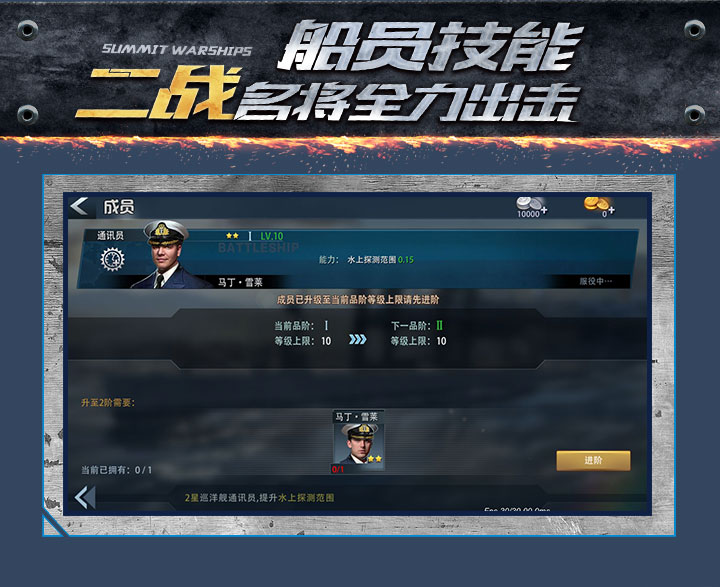 船员技能
SUMMIT WARSHIPS
二战名将全力出击
成员
10000+
0+
通讯员
I LV.10
BATTLESHIP
能力: 水上探测范围 0.15
马丁·雪莱
服役中···
成员已升级至当前品阶等级上限请先进阶
当前品阶: I
下一品阶: II
等级上限: 10
等级上限: 10
升至2阶需要:
马丁·雪莱
0/1
进阶
当前已拥有: 0/1
2星巡洋舰通讯员,提升水上探测范围